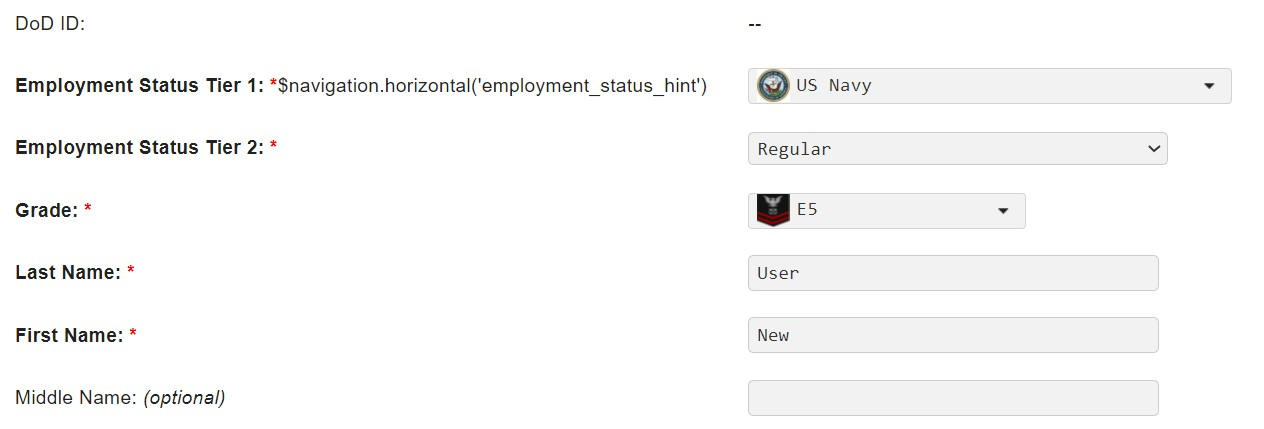 DoD ID: --
Employment Status Tier 1: *$navigation.horizontal('employment_status_hint') US Navy
Employment Status Tier 2: * Regular
Grade: * E5
Last Name: * User
First Name: * New
Middle Name: (optional)